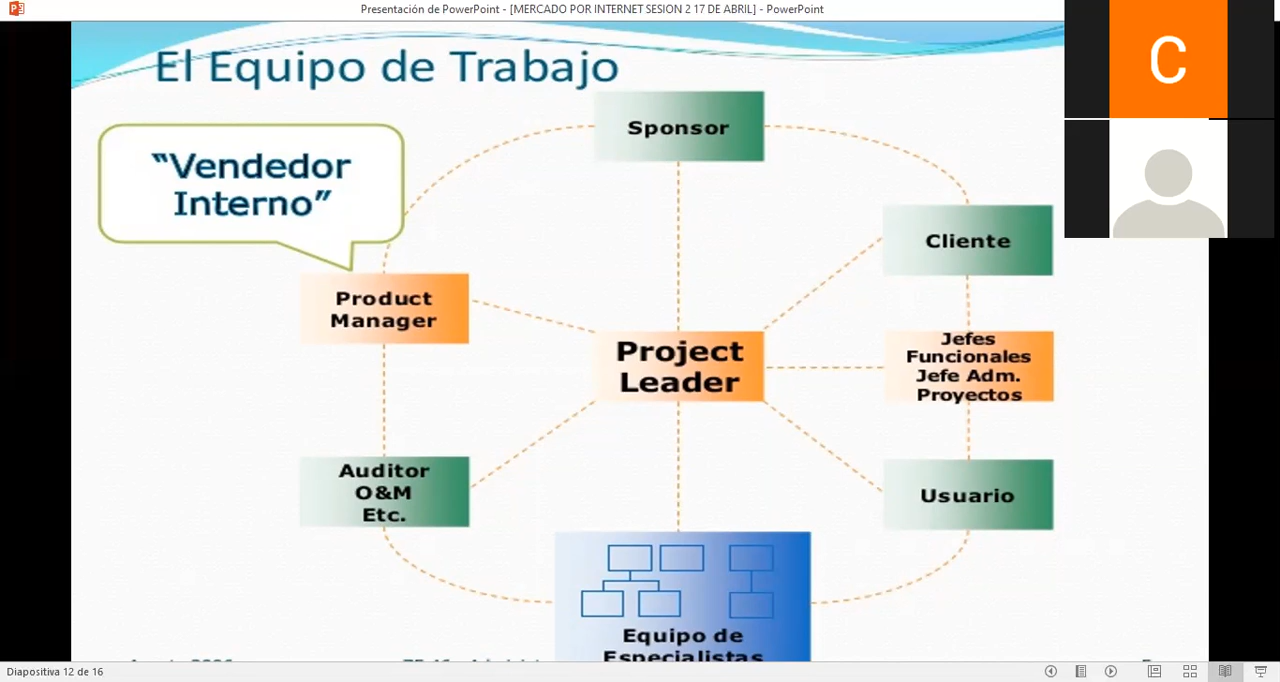 Presentación de PowerPoint - [MERCADO POR INTERNET SESION 2 17 DE ABRIL] - PowerPoint
El Equipo de Trabajo
C
Sponsor
“Vendedor
Interno”
Cliente
Product
Manager
Project
Leader
Jefes
Funcionales
Jefe Adm.
Proyectos
Auditor
O&M
Etc.
Usuario
Equipo de
Especialistas
Diapositiva 12 de 16